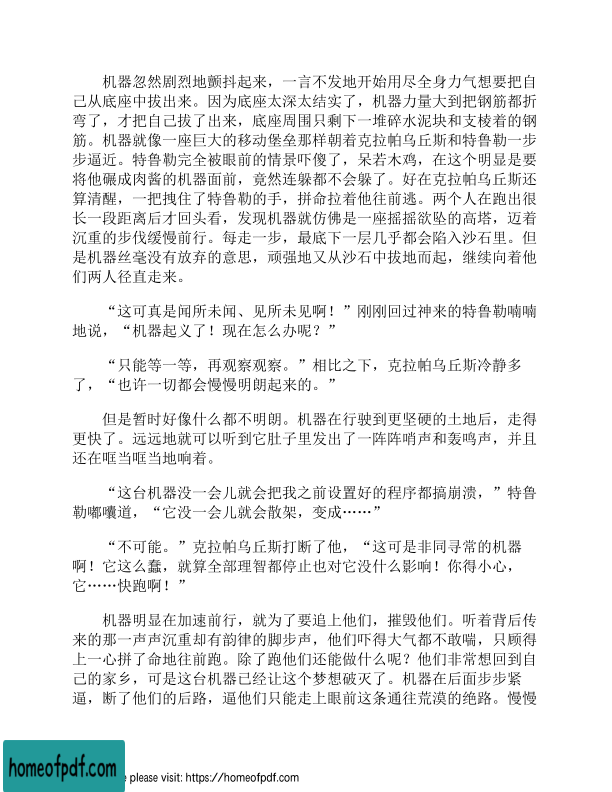 机器忽然剧烈地颤抖起来，一言不发地开始用尽全身力气想要把自
己从底座中拔出来。因为底座太深太结实了，机器力量大到把钢筋都折
弯了，才把自己拔了出来，底座周围只剩下一堆碎水泥块和支棱着的钢
筋。机器就像一座巨大的移动堡垒那样朝着克拉帕乌丘斯和特鲁勒一步
步逼近。特鲁勒完全被眼前的情景吓傻了，呆若木鸡，在这个明显是要
将他碾成肉酱的机器面前，竟然连躲都不会躲了。好在克拉帕乌丘斯还
算清醒，一把拽住了特鲁勒的手，拼命拉着他往前逃。两个人在跑出很
长一段距离后才回头看，发现机器就仿佛是一座摇摇欲坠的高塔，迈着
沉重的步伐缓慢前行。每走一步，最底下一层几乎都会陷入沙石里。但
是机器丝毫没有放弃的意思，顽强地又从沙石中拔地而起，继续向着他
们两人径直走来。
“这可真是闻所未闻、见所未见啊！”刚刚回过神来的特鲁勒喃喃
地说，“机器起义了！现在怎么办呢？”
“只能等一等，再观察观察。”相比之下，克拉帕乌丘斯冷静多
了，“也许一切都会慢慢明朗起来的。”
但是暂时好像什么都不明朗。机器在行驶到更坚硬的土地后，走得
更快了。远远地就可以听到它肚子里发出了一阵阵哨声和轰鸣声，并且
还在哐当哐当地响着。
“这台机器没一会儿就会把我之前设置好的程序都搞崩溃，”特鲁
勒嘟囔道，“它没一会儿就会散架，变成……”
“不可能。”克拉帕乌丘斯打断了他，“这可是非同寻常的机器
啊！它这么蠢，就算全部理智都停止也对它没什么影响！你得小心，
它……快跑啊！”
机器明显在加速前行，就为了要追上他们，摧毁他们。听着背后传
来的那一声声沉重却有韵律的脚步声，他们吓得大气都不敢喘，只顾得
上一心拼了命地往前跑。除了跑他们还能做什么呢？他们非常想回到自
己的家乡，可是这台机器已经让这个梦想破灭了。机器在后面步步紧
逼，断了他们的后路，逼他们只能走上眼前这条通往荒漠的绝路。慢慢
homeofpdf.com
e please visit: https://homeofpdf.com